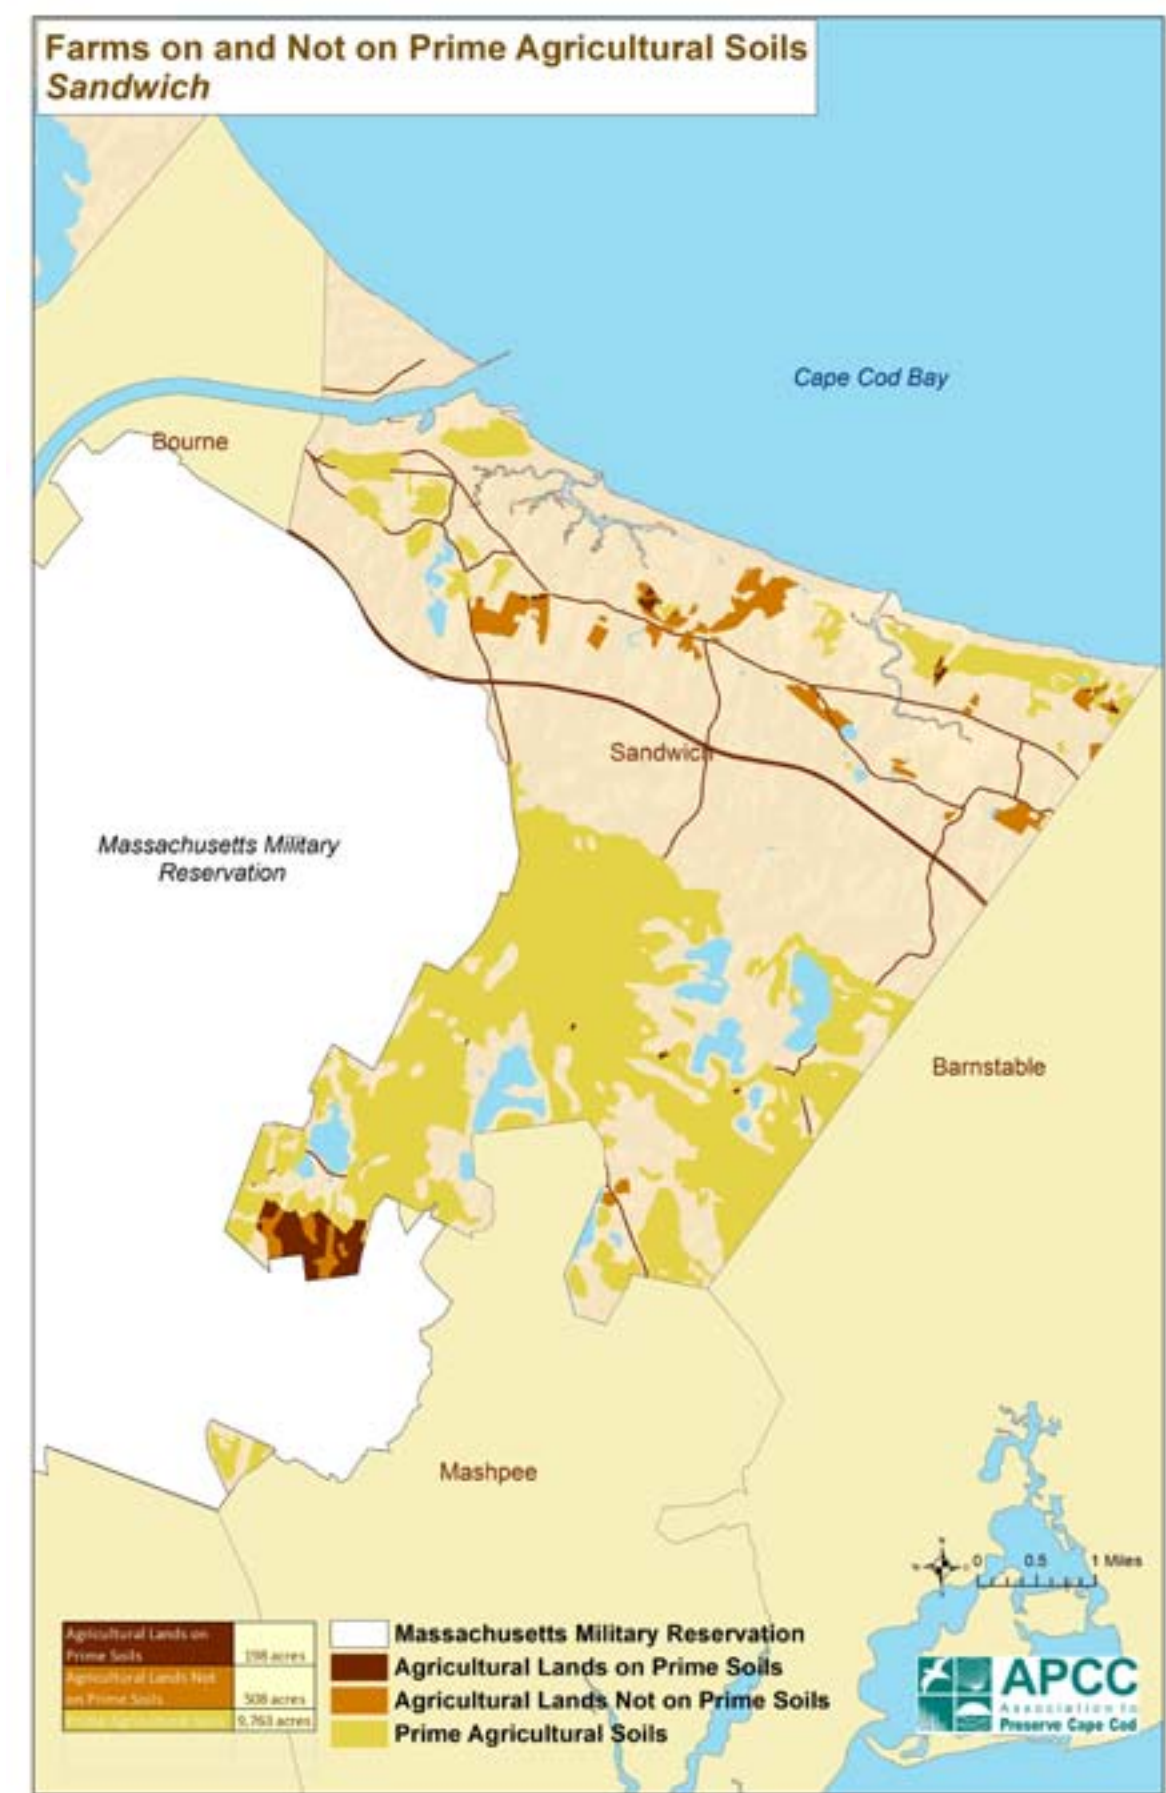 Farms on and Not on Prime Agricultural Soils
Sandwich
Cape Cod Bay
Bourne
Sandwich
Massachusetts Military
Reservation
Barnstable
Mashpee
0 0.5 1 Miles
Agricultural Lands on
Prime Soils 198 acres
Agricultural Lands Not
on Prime Soils 508 acres
Prime Agricultural 9,763 acres
Massachusetts Military Reservation
Agricultural Lands on Prime Soils
Agricultural Lands Not on Prime Soils
Prime Agricultural Soils
APCC
Association to
Preserve Cape Cod